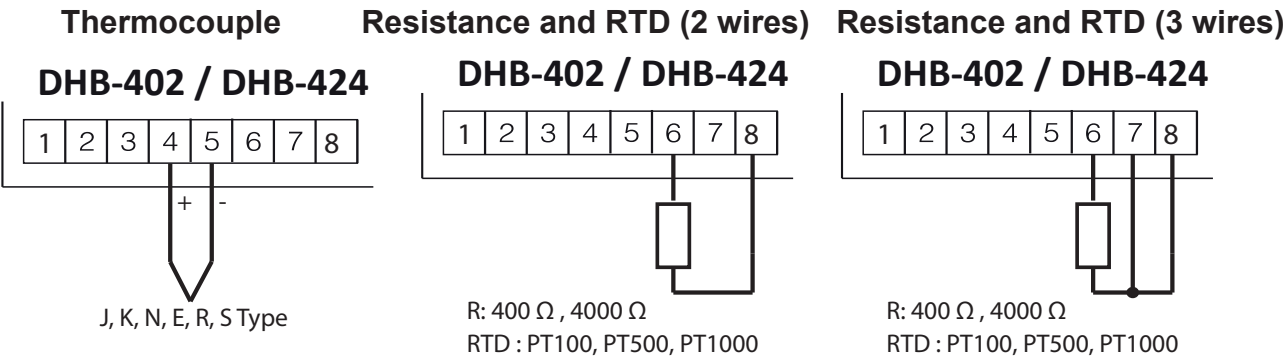 Thermocouple
DHB-402 / DHB-424
1 2 3 4 5 6 7 8
+ -
J, K, N, E, R, S Type
Resistance and RTD (2 wires)
DHB-402 / DHB-424
1 2 3 4 5 6 7 8
R: 400 Ω , 4000 Ω
RTD : PT100, PT500, PT1000
Resistance and RTD (3 wires)
DHB-402 / DHB-424
1 2 3 4 5 6 7 8
R: 400 Ω , 4000 Ω
RTD : PT100, PT500, PT1000